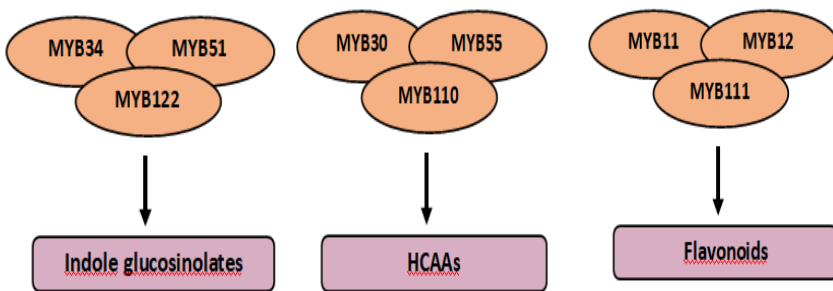 MYB34
MYB51
MYB122
MYB30
MYB55
MYB110
MYB11
MYB12
MYB111
Indole glucosinolates
HCAAs
Flavonoids